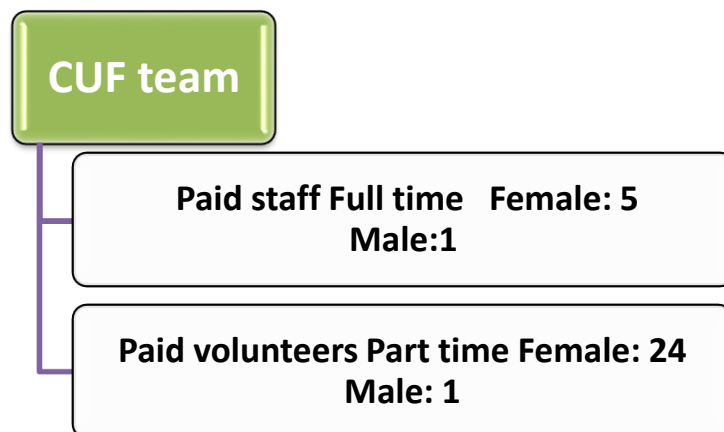 CUF team
Paid staff Full time   Female: 5
Male:1
Paid volunteers Part time Female: 24
Male: 1